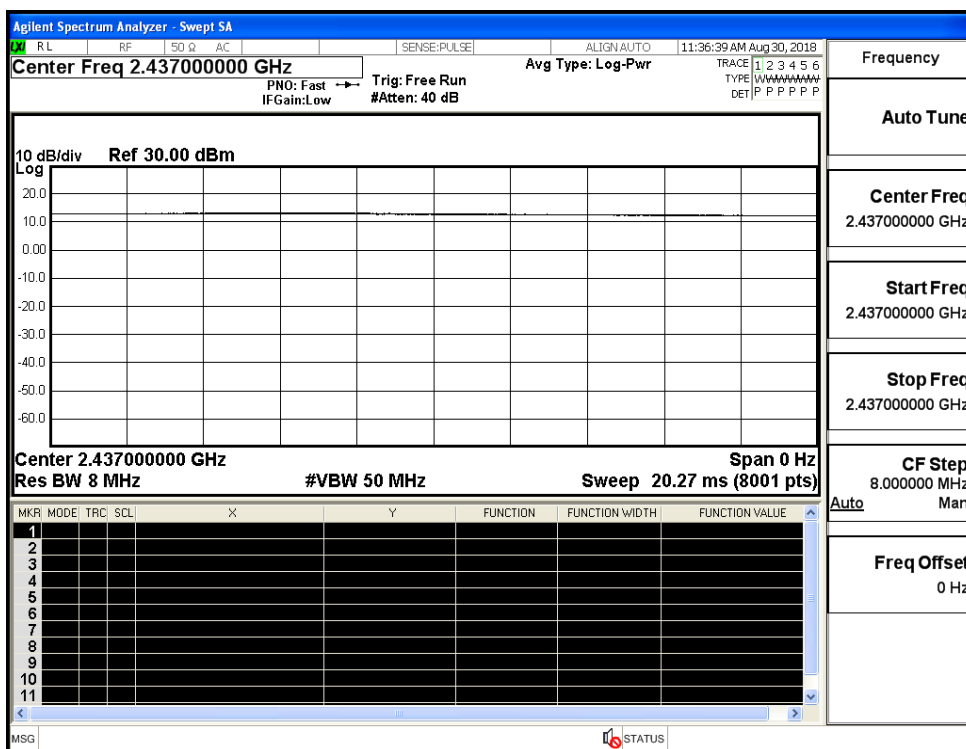 Agilent Spectrum Analyzer - Swept SA
LXI RL RF 50 Ω AC SENSE:PULSE ALIGN AUTO 11:36:39 AM Aug 30, 2018
Center Freq 2.437000000 GHz
PNO: Fast
IFGain:Low
Trig: Free Run
#Atten: 40 dB
Avg Type: Log-Pwr
TRACE 1 2 3 4 5 6
TYPE WWWWWW
DET P P P P P P
10 dB/div Ref 30.00 dBm
Log
20.0
10.0
0.00
-10.0
-20.0
-30.0
-40.0
-50.0
-60.0
Center 2.437000000 GHz Span 0 Hz
Res BW 8 MHz #VBW 50 MHz Sweep 20.27 ms (8001 pts)
MKR MODE TRC SCL X Y FUNCTION FUNCTION WIDTH FUNCTION VALUE
1
2
3
4
5
6
7
8
9
10
11
MSG STATUS
Frequency
Auto Tune
Center Freq
2.437000000 GHz
Start Freq
2.437000000 GHz
Stop Freq
2.437000000 GHz
CF Step
8.000000 MHz
Auto Man
Freq Offset
0 Hz